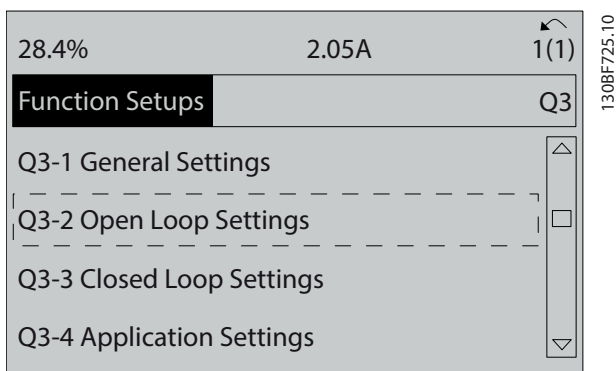 28.4% 2.05A 1(1)
Function Setups Q3
Q3-1 General Settings
Q3-2 Open Loop Settings
Q3-3 Closed Loop Settings
Q3-4 Application Settings
130BF725.10